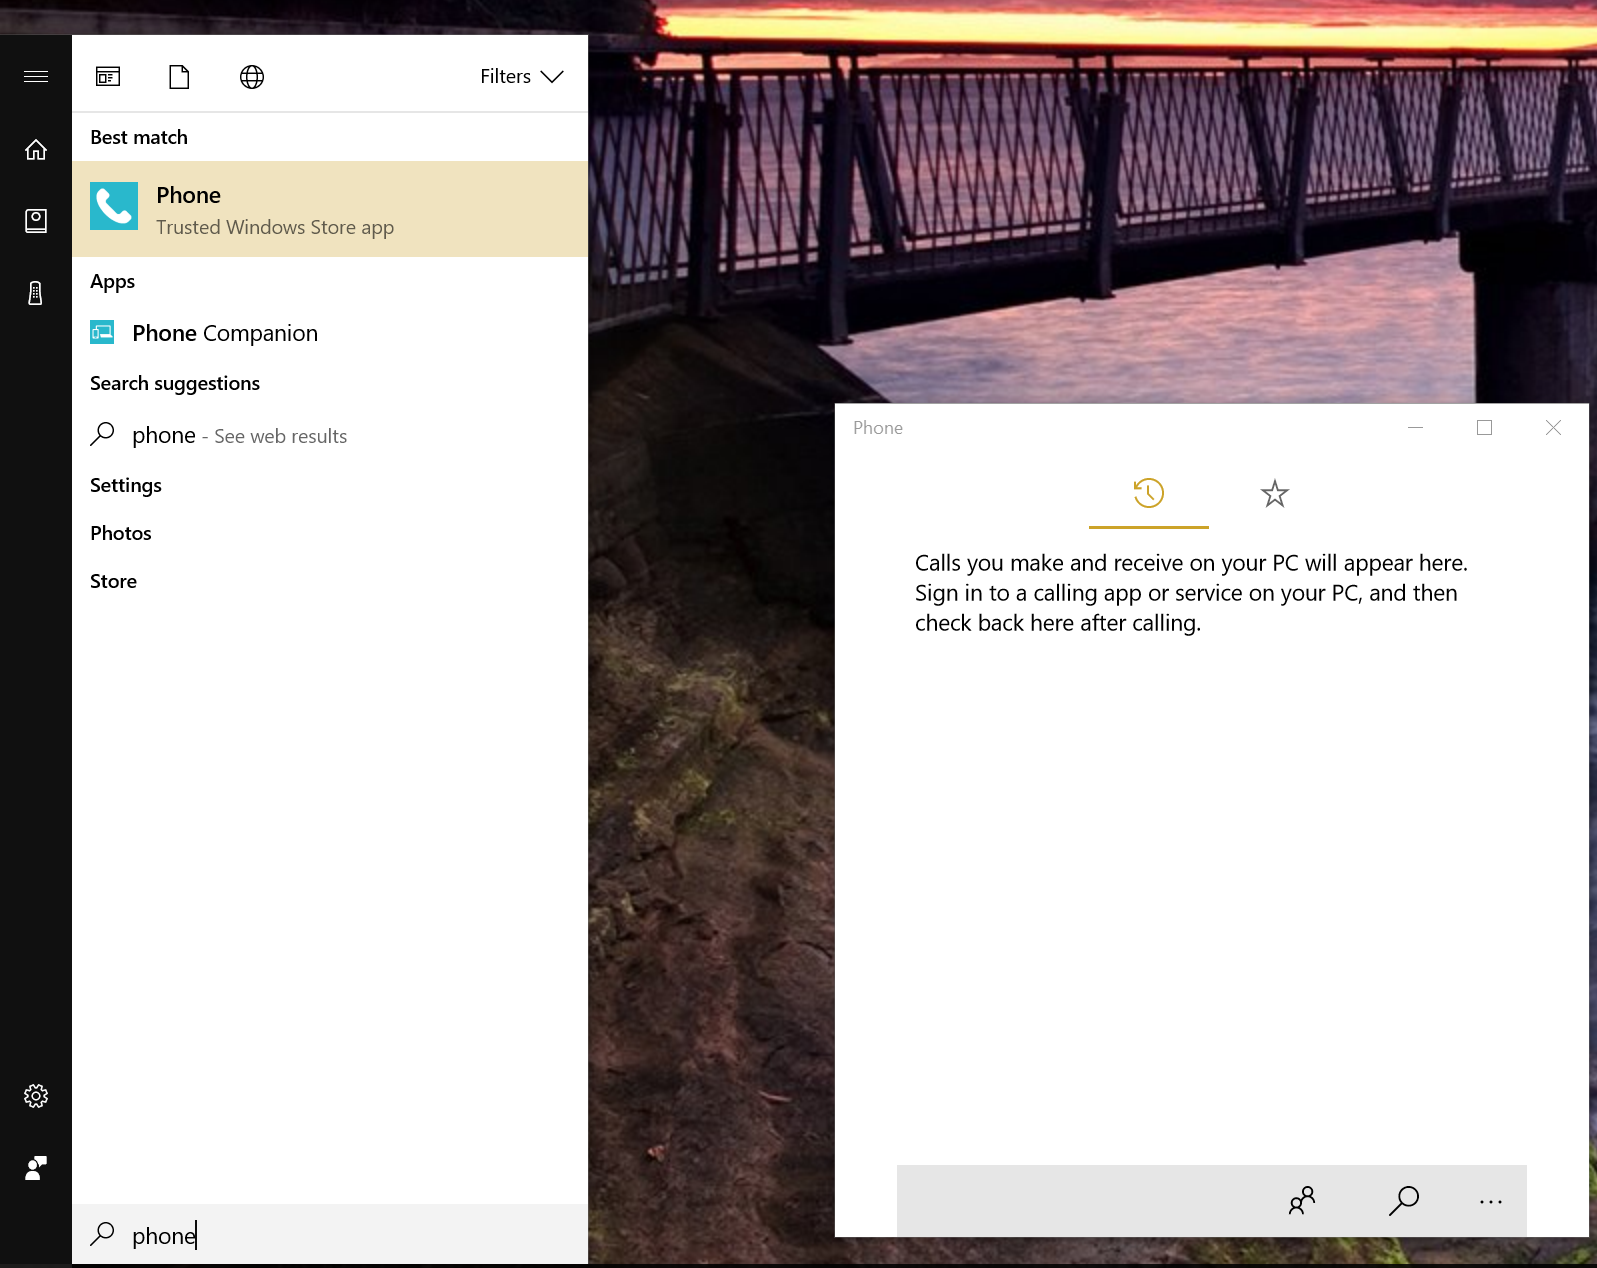 Filters
Best match
Phone
Trusted Windows Store app
Apps
Phone Companion
Search suggestions
phone - See web results
Settings
Photos
Store
phone
Phone
Calls you make and receive on your PC will appear here.
Sign in to a calling app or service on your PC, and then
check back here after calling.